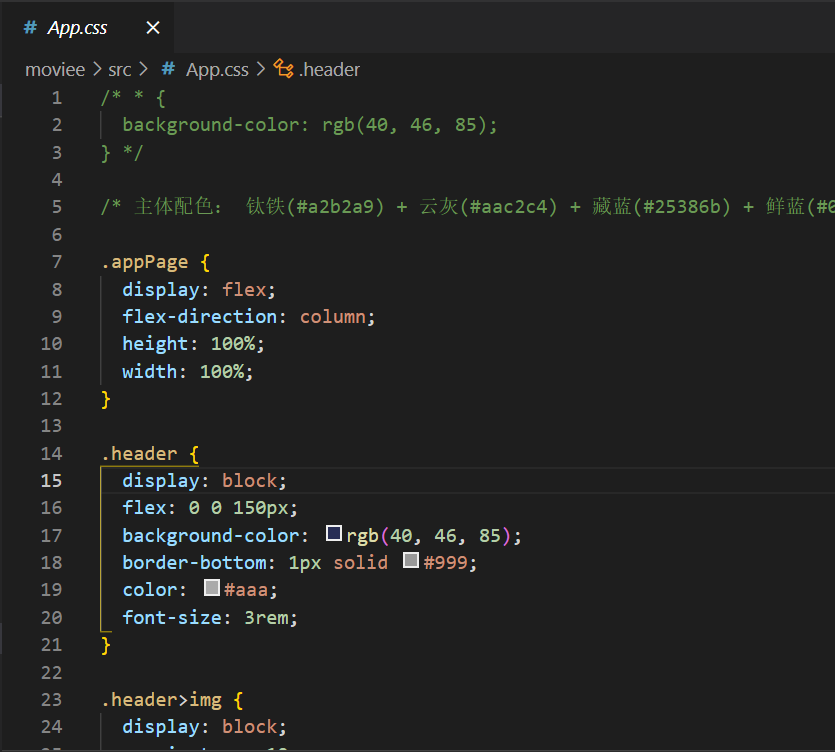 # App.css ×
moviee > src > # App.css > .header
1 /* * {
2 background-color: rgb(40, 46, 85);
3 } */
4
5 /* 主体配色： 钛铁(#a2b2a9) + 云灰(#aac2c4) + 藏蓝(#25386b) + 鲜蓝(#
6
7 .appPage {
8 display: flex;
9 flex-direction: column;
10 height: 100%;
11 width: 100%;
12 }
13
14 .header {
15 display: block;
16 flex: 0 0 150px;
17 background-color: rgb(40, 46, 85);
18 border-bottom: 1px solid #999;
19 color: #aaa;
20 font-size: 3rem;
21 }
22
23 .header>img {
24 display: block;